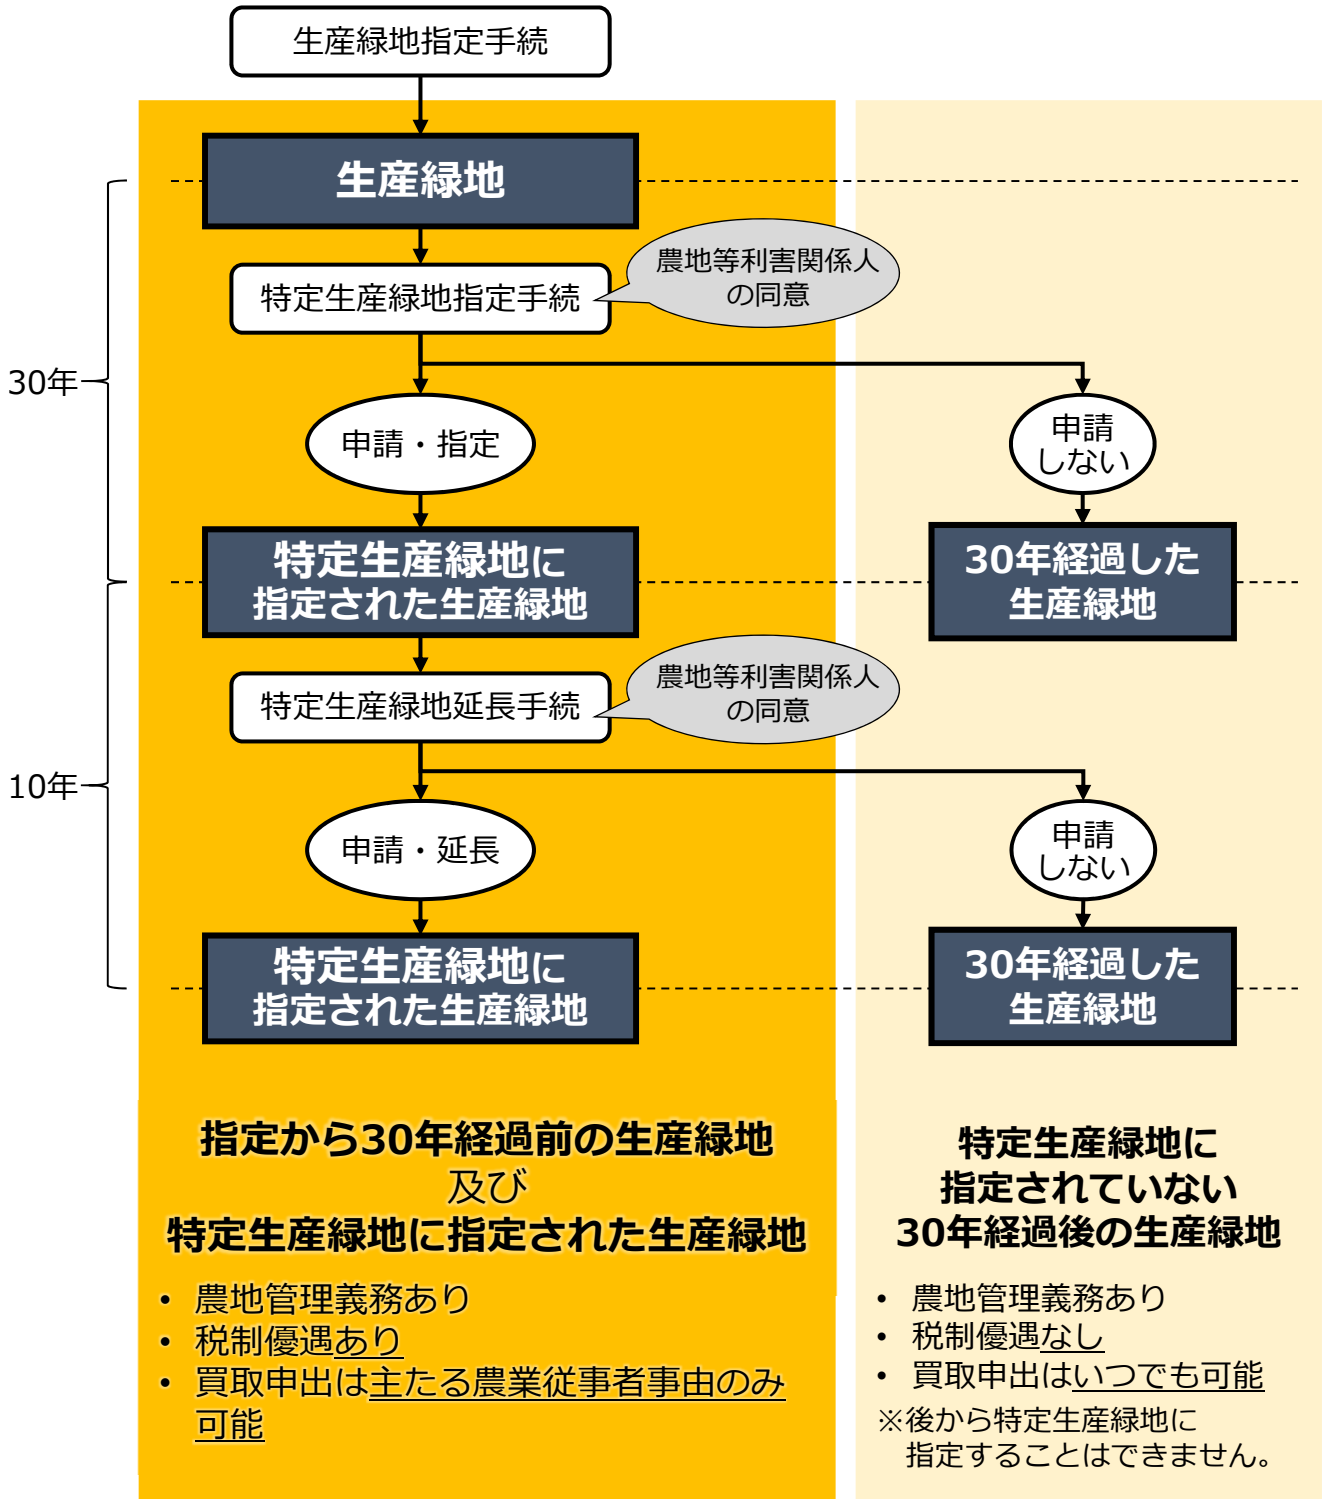 生産緑地指定手続
生産緑地
農地等利害関係人
の同意
特定生産緑地指定手続
30年
申請・指定
申請
しない
特定生産緑地に
指定された生産緑地
30年経過した
生産緑地
農地等利害関係人
の同意
特定生産緑地延長手続
10年
申請・延長
申請
しない
特定生産緑地に
指定された生産緑地
30年経過した
生産緑地
指定から30年経過前の生産緑地
及び
特定生産緑地に指定された生産緑地
• 農地管理義務あり
• 税制優遇あり
• 買取申出は主たる農業従事者事由のみ
可能
特定生産緑地に
指定されていない
30年経過後の生産緑地
• 農地管理義務あり
• 税制優遇なし
• 買取申出はいつでも可能
※後から特定生産緑地に
指定することはできません。